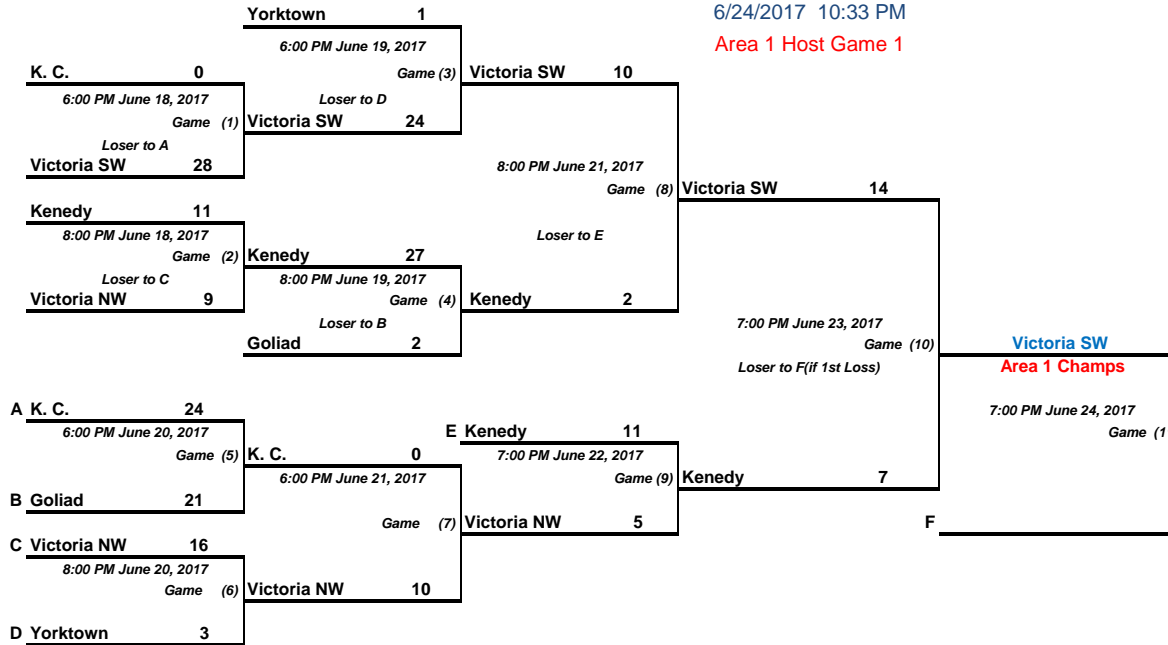 Yorktown 1
6/24/2017 10:33 PM
6:00 PM June 19, 2017
Area 1 Host Game 1
K. C. 0
Game (3)
Victoria SW 10
6:00 PM June 18, 2017
Loser to D
Game (1)
Victoria SW 24
Loser to A
Victoria SW 28
8:00 PM June 21, 2017
Game (8)
Victoria SW 14
Kenedy 11
8:00 PM June 18, 2017
Loser to E
Game (2)
Kenedy 27
Loser to C
8:00 PM June 19, 2017
Victoria NW 9
Game (4)
Kenedy 2
Loser to B
7:00 PM June 23, 2017
Goliad 2
Game (10)
Victoria SW
Loser to F(if 1st Loss)
Area 1 Champs
A K. C. 24
7:00 PM June 24, 2017
6:00 PM June 20, 2017
E Kenedy 11
Game (1
Game (5)
K. C. 0
7:00 PM June 22, 2017
6:00 PM June 21, 2017
Game (9)
Kenedy 7
B Goliad 21
Game (7)
Victoria NW 5
F
C Victoria NW 16
8:00 PM June 20, 2017
Game (6)
Victoria NW 10
D Yorktown 3